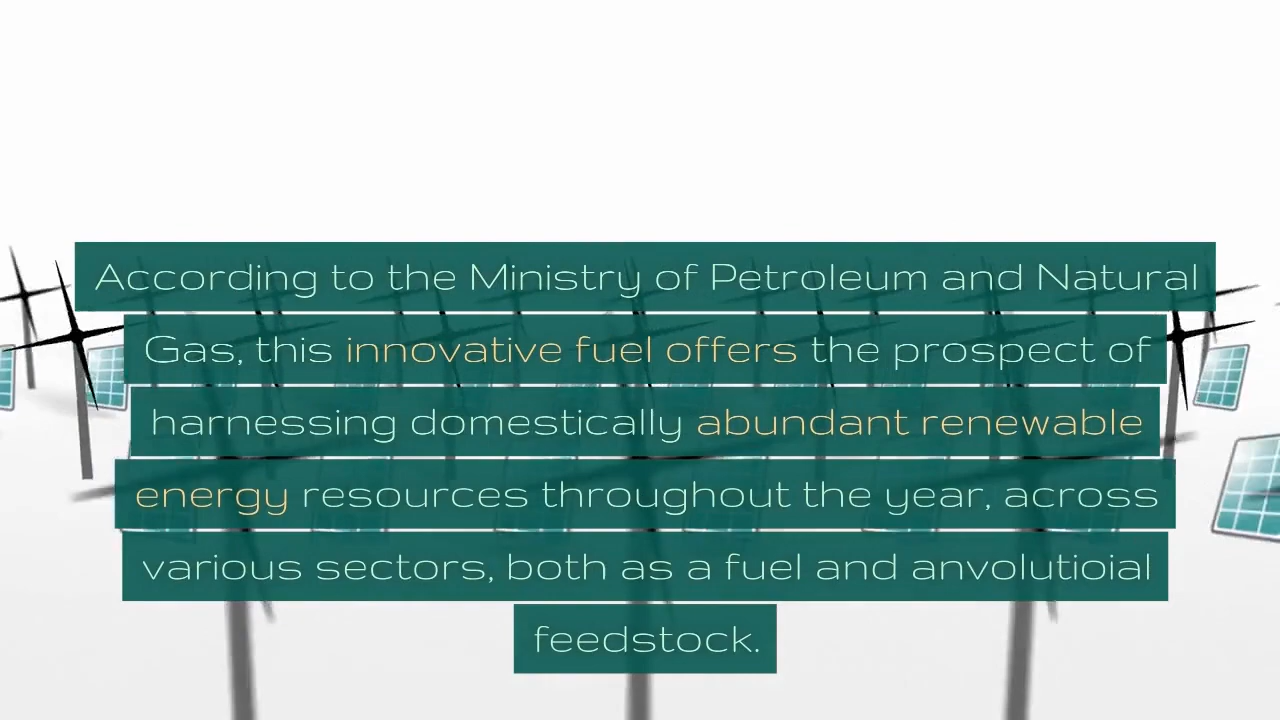 According to the Ministry of Petroleum and Natural
Gas, this innovative fuel offers the prospect of
harnessing domestically abundant renewable
energy resources throughout the year, across
various sectors, both as a fuel and anvolutioial
feedstock.